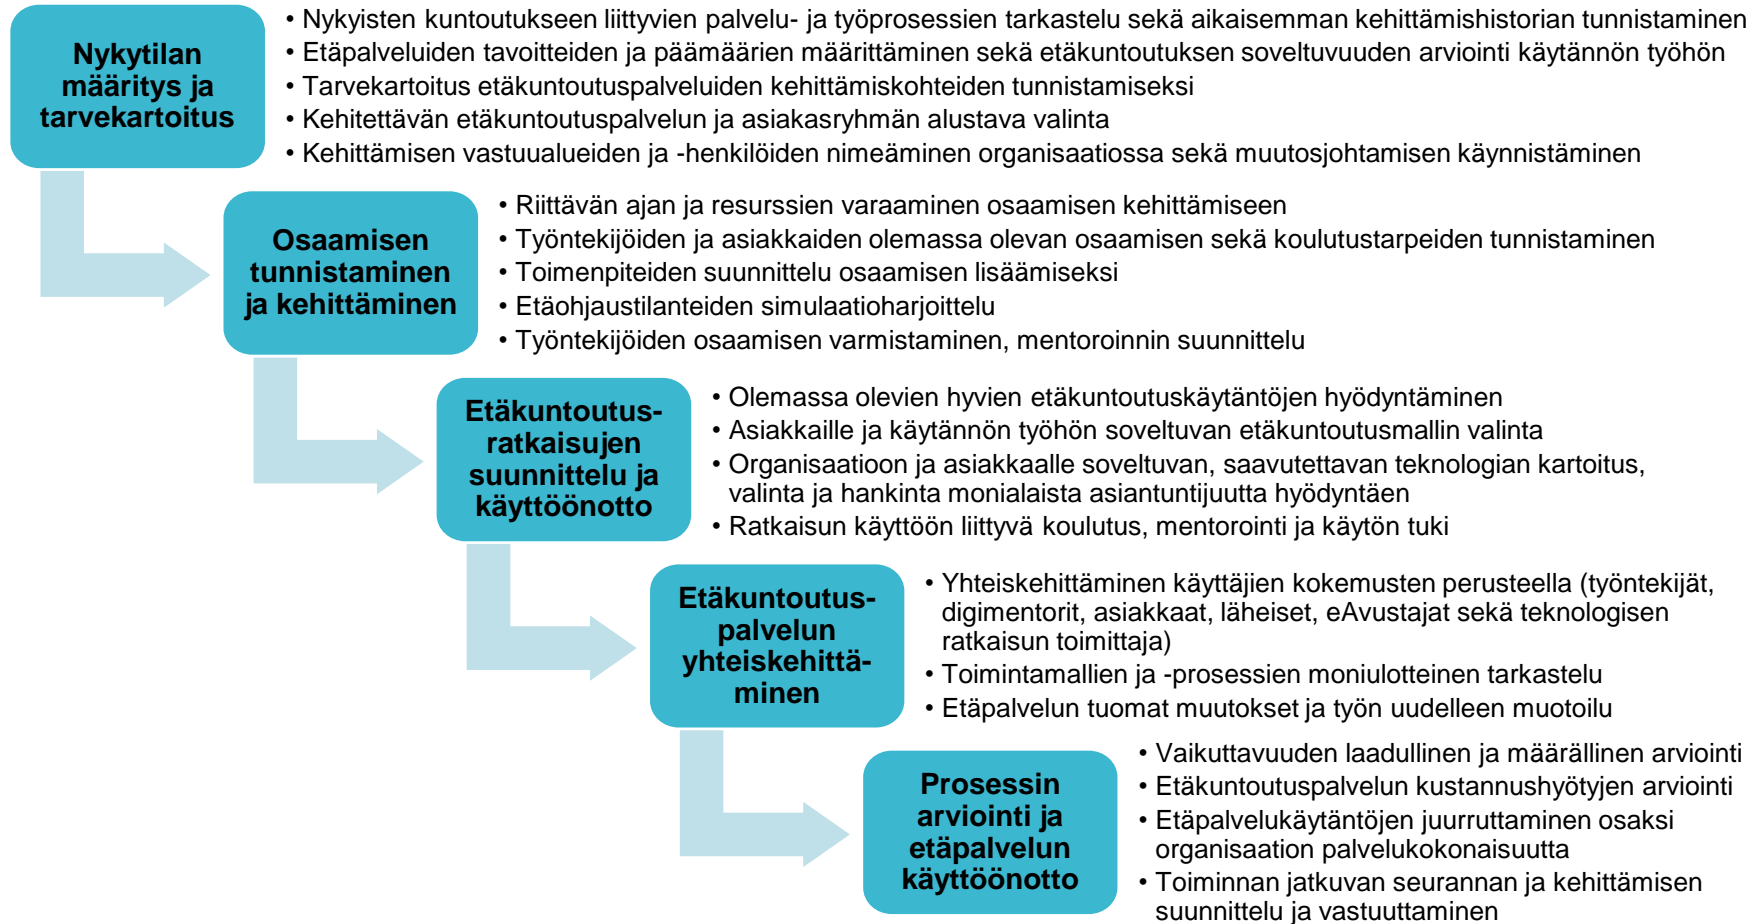 Nykytilan
määritys ja
tarvekartoitus
• Nykyisten kuntoutukseen liittyvien palvelu- ja työprosessien tarkastelu sekä aikaisemman kehittämishistorian tunnistaminen
• Etäpalveluiden tavoitteiden ja päämäärien määrittäminen sekä etäkuntoutuksen soveltuvuuden arviointi käytännön työhön
• Tarvekartoitus etäkuntoutuspalveluiden kehittämiskohteiden tunnistamiseksi
• Kehitettävän etäkuntoutuspalvelun ja asiakasryhmän alustava valinta
• Kehittämisen vastuualueiden ja -henkilöiden nimeäminen organisaatiossa sekä muutosjohtamisen käynnistäminen
Osaamisen
tunnistaminen
ja kehittäminen
• Riittävän ajan ja resurssien varaaminen osaamisen kehittämiseen
• Työntekijöiden ja asiakkaiden olemassa olevan osaamisen sekä koulutustarpeiden tunnistaminen
• Toimenpiteiden suunnittelu osaamisen lisäämiseksi
• Etäohjaustilanteiden simulaatioharjoittelu
• Työntekijöiden osaamisen varmistaminen, mentoroinnin suunnittelu
Etäkuntoutus-
ratkaisujen
suunnittelu ja
käyttöönotto
• Olemassa olevien hyvien etäkuntoutuskäytäntöjen hyödyntäminen
• Asiakkaille ja käytännön työhön soveltuvan etäkuntoutusmallin valinta
• Organisaatioon ja asiakkaalle soveltuvan, saavutettavan teknologian kartoitus,
valinta ja hankinta monialaista asiantuntijuutta hyödyntäen
• Ratkaisun käyttöön liittyvä koulutus, mentorointi ja käytön tuki
Etäkuntoutus-
palvelun
yhteiskehittä-
minen
• Yhteiskehittäminen käyttäjien kokemusten perusteella (työntekijät,
digimentorit, asiakkaat, läheiset, eAvustajat sekä teknologisen
ratkaisun toimittaja)
• Toimintamallien ja -prosessien moniulotteinen tarkastelu
• Etäpalvelun tuomat muutokset ja työn uudelleen muotoilu
Prosessin
arviointi ja
etäpalvelun
käyttöönotto
• Vaikuttavuuden laadullinen ja määrällinen arviointi
• Etäkuntoutuspalvelun kustannushyötyjen arviointi
• Etäpalvelukäytäntöjen juurruttaminen osaksi
organisaation palvelukokonaisuutta
• Toiminnan jatkuvan seurannan ja kehittämisen
suunnittelu ja vastuuttaminen